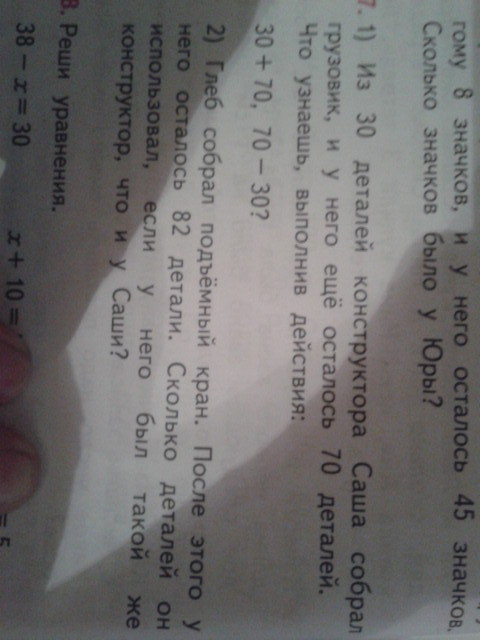 гому 8 значков, и у него осталось 45 значков.
Сколько значков было у Юры?
7. 1) Из 30 деталей конструктора Саша собрал
грузовик, и у него ещё осталось 70 деталей.
Что узнаешь, выполнив действия:
30 + 70, 70 − 30?
2) Глеб собрал подъёмный кран. После этого у
него осталось 82 детали. Сколько деталей он
использовал, если у него был такой же
конструктор, что и у Саши?
8. Реши уравнения.
38 − x = 30 x + 10 = = 5